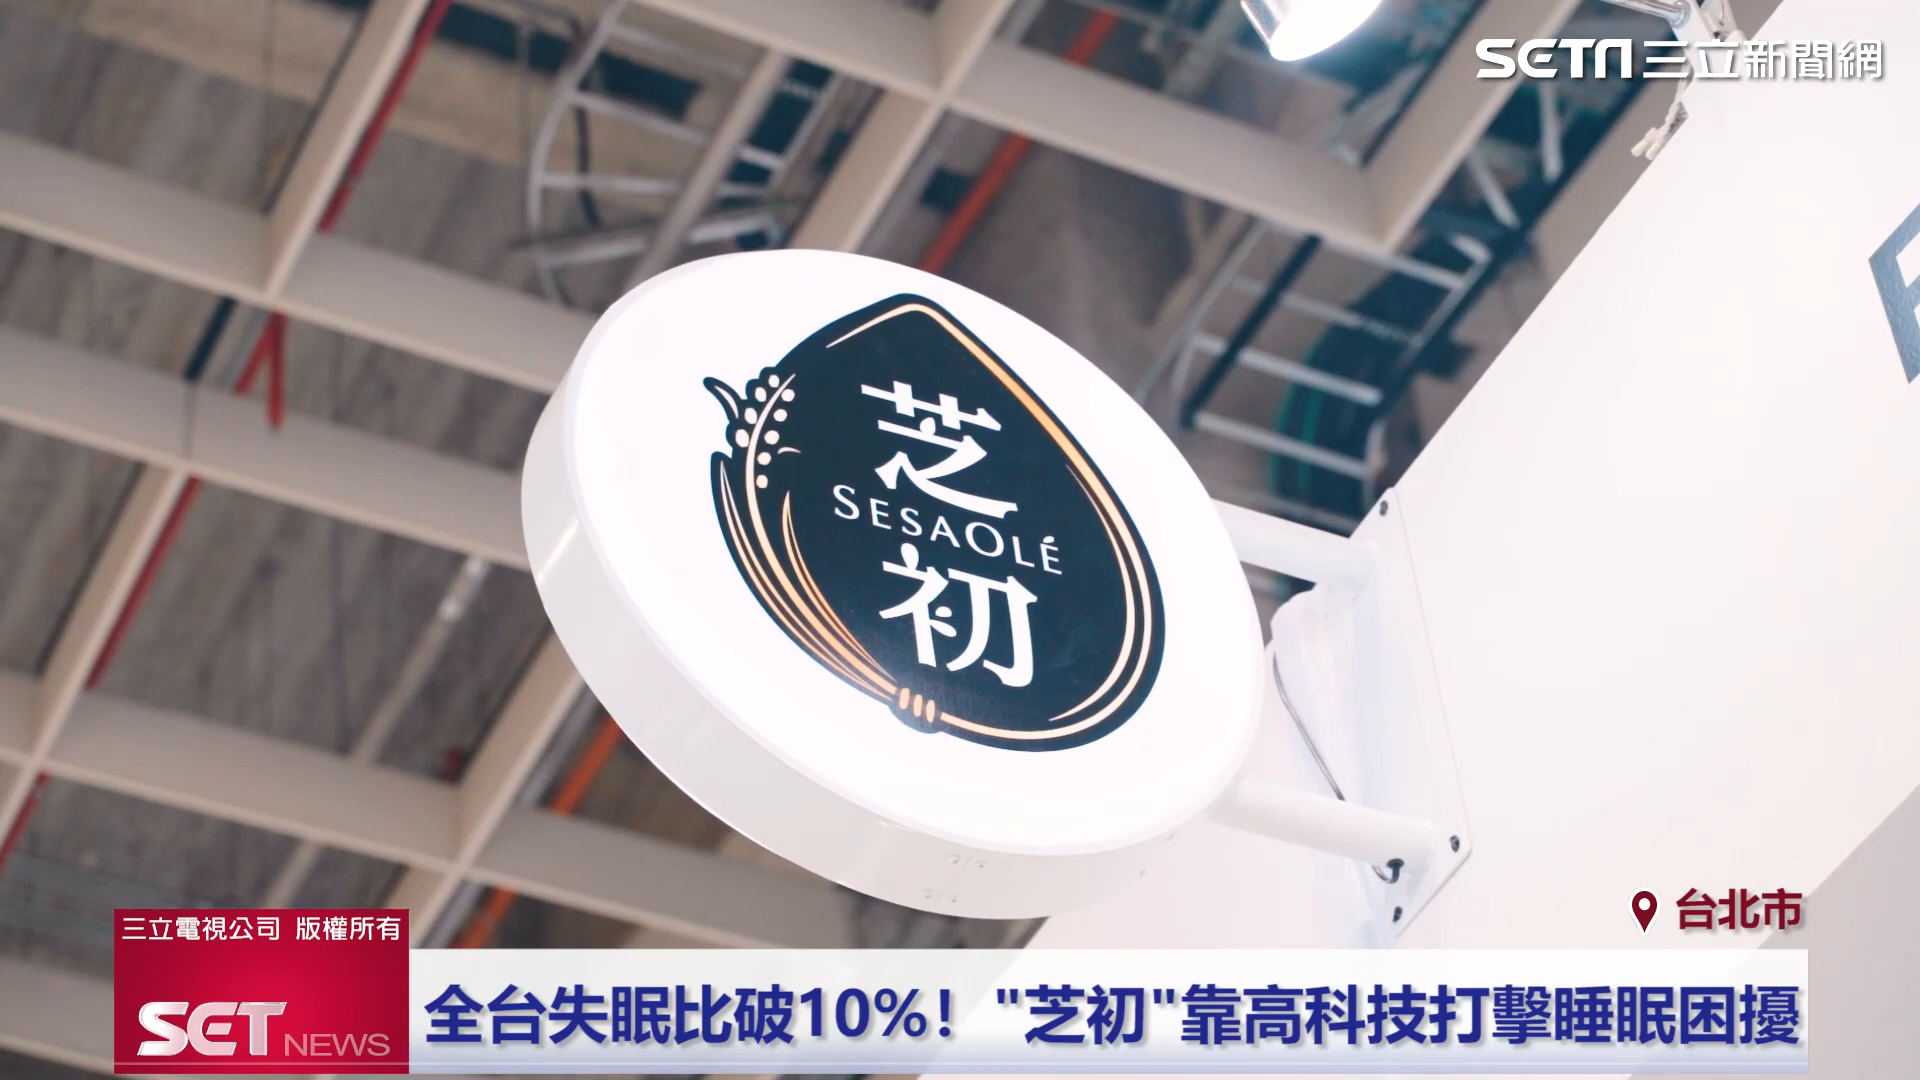 SETN三立新聞網
芝
SESAOLÉ
初
台北市
三立電視公司 版權所有
SET NEWS
全台失眠比破10%！"芝初"靠高科技打擊睡眠困擾